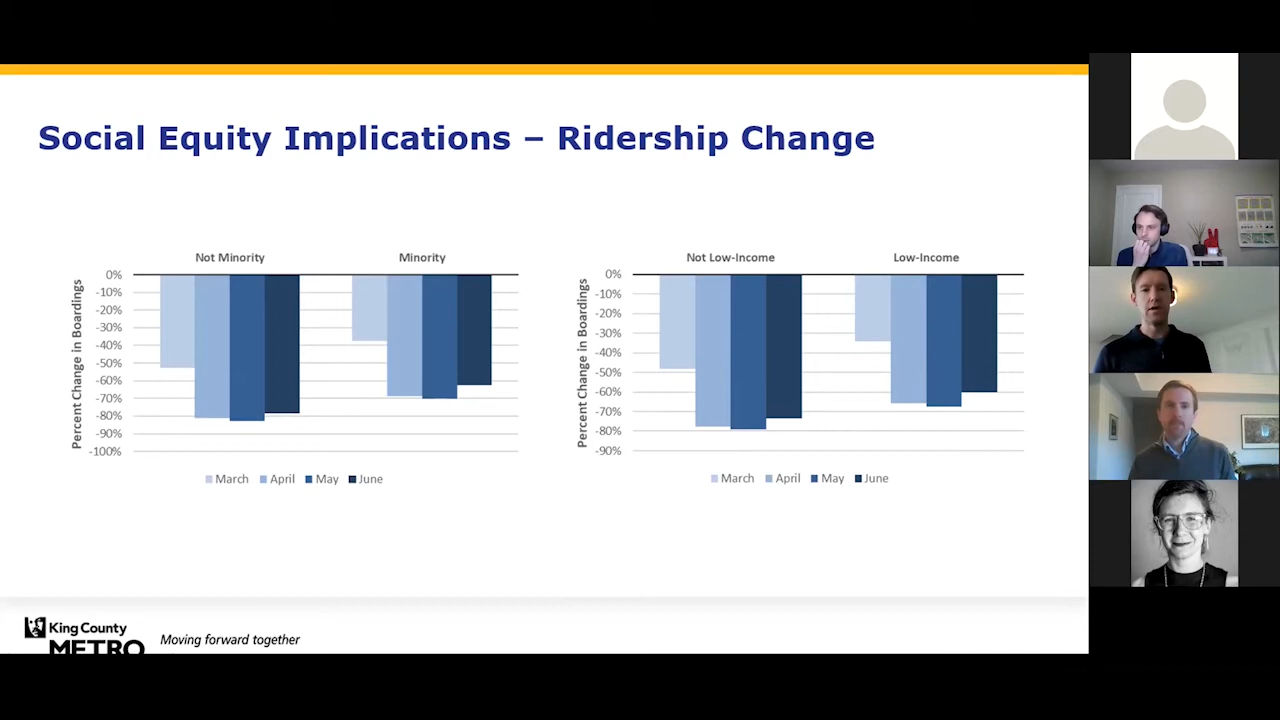 Social Equity Implications – Ridership Change
Percent Change in Boardings
Not Minority Minority
0%
-10%
-20%
-30%
-40%
-50%
-60%
-70%
-80%
-90%
-100%
March April May June
Percent Change in Boardings
Not Low-Income Low-Income
0%
-10%
-20%
-30%
-40%
-50%
-60%
-70%
-80%
-90%
March April May June
King County
METRO
Moving forward together